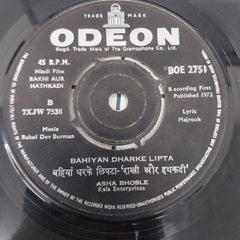 TRADE MARK
ODEON
Regd. Trade Mark of The Gramophone Co. Ltd.
45 R.P.M.
Hindi Film
RAKHI AUR
HATHKADI
B
7XJW 7538
Music
Rahul Dev Burman
BOE 2751
Recording First
Published 1972
Lyric
Majrooh
BAHIYAN DHARKE LIPTA
बहियाँ धरके लिपटा-'राखी और हथकड़ी'
ASHA BHOSLE
Kala Enterprises